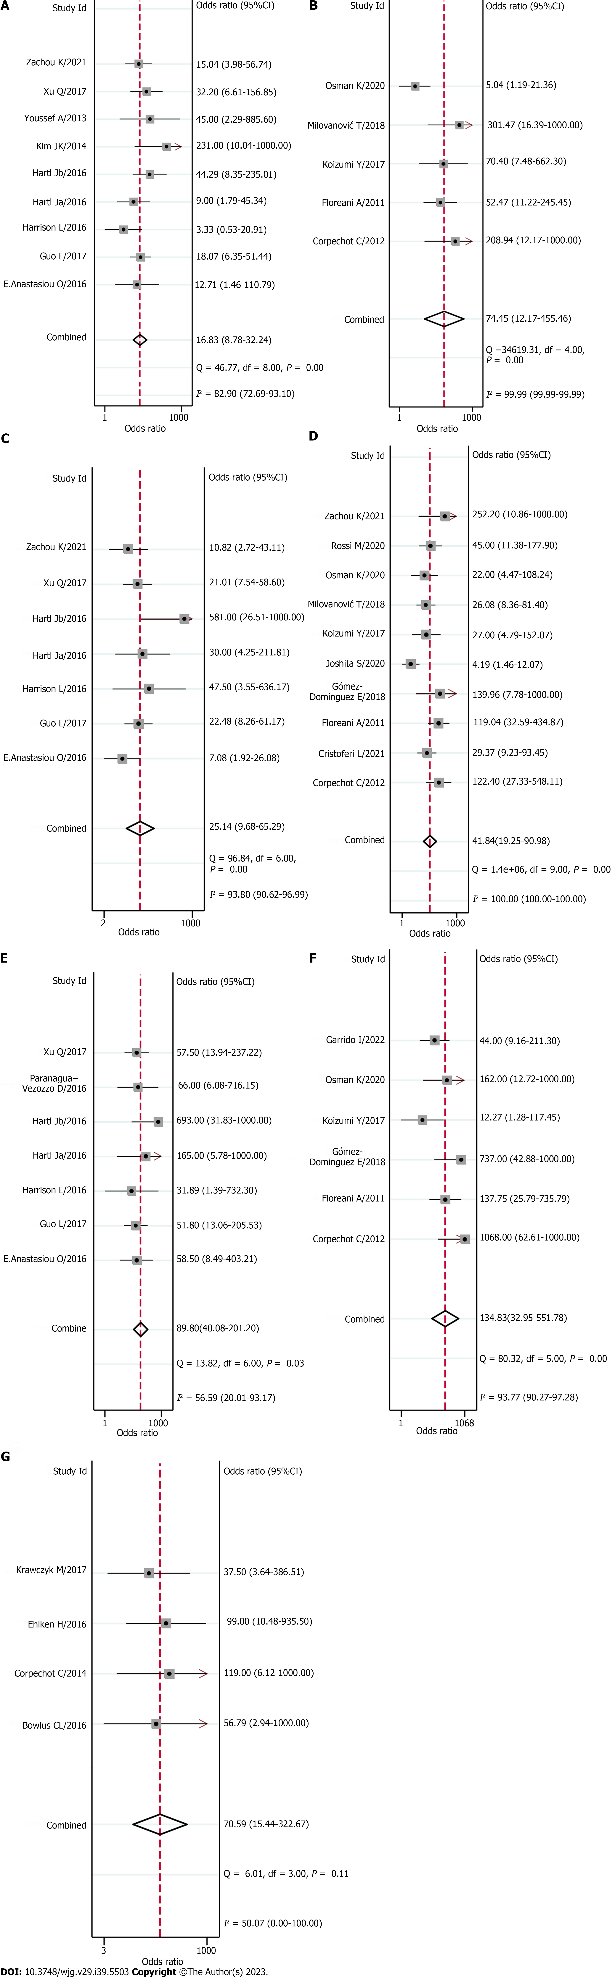 A
Study Id
Odds ratio (95%CI)
Zachou K/2021
15.04 (3.98-56.74)
Xu Q/2017
32.20 (6.61-156.85)
Youssef A/2013
45.00 (2.29-885.60)
Kim JK/2014
231.00 (10.04-1000.00)
Hartl Jb/2016
44.29 (8.35-235.01)
Hartl Ja/2016
9.00 (1.79-45.34)
Harrison L/2016
3.33 (0.53-20.91)
Guo L/2017
18.07 (6.35-51.44)
E.Anastasiou O/2016
12.71 (1.46-110.79)
Combined
16.83 (8.78-32.24)
Q = 46.77, df = 8.00, P = 0.00
I² = 82.90 (72.69-93.10)
1 1000
Odds ratio
B
Study Id
Odds ratio (95%CI)
Osman K/2020
5.04 (1.19-21.36)
Milovanović T/2018
301.47 (16.39-1000.00)
Koizumi Y/2017
70.40 (7.48-662.30)
Floreani A/2011
52.47 (11.22-245.45)
Corpechot C/2012
208.94 (12.17-1000.00)
Combined
74.45 (12.17-455.46)
Q =34619.31, df = 4.00,
P = 0.00
I² = 99.99 (99.99-99.99)
1 1000
Odds ratio
C
Study Id
Odds ratio (95%CI)
Zachou K/2021
10.82 (2.72-43.11)
Xu Q/2017
21.01 (7.54-58.60)
Hartl Jb/2016
581.00 (26.51-1000.00)
Hartl Ja/2016
30.00 (4.25-211.81)
Harrison L/2016
47.50 (3.55-636.17)
Guo L/2017
22.48 (8.26-61.17)
E.Anastasiou O/2016
7.08 (1.92-26.08)
Combined
25.14 (9.68-65.29)
Q = 96.84, df = 6.00,
P = 0.00
I² = 93.80 (90.62-96.99)
2 1000
Odds ratio
D
Study Id
Odds ratio (95%CI)
Zachou K/2021
252.20 (10.86-1000.00)
Rossi M/2020
45.00 (11.38-177.90)
Osman K/2020
22.00 (4.47-108.24)
Milovanović T/2018
26.08 (8.36-81.40)
Koizumi Y/2017
27.00 (4.79-152.07)
Joshita S/2020
4.19 (1.46-12.07)
Gómez-
Dominguez E/2018
139.96 (7.78-1000.00)
Floreani A/2011
119.04 (32.59-434.87)
Cristoferi L/2021
29.37 (9.23-93.45)
Corpechot C/2012
122.40 (27.33-548.11)
Combined
41.84(19.25-90.98)
Q = 1.4e+06, df = 9.00, P = 0.00
I² = 100.00 (100.00-100.00)
1 1000
Odds ratio
E
Study Id
Odds ratio (95%CI)
Xu Q/2017
57.50 (13.94-237.22)
Paranagua-
Vezozzo D/2016
66.00 (6.08-716.15)
Hartl Jb/2016
693.00 (31.83-1000.00)
Hartl Ja/2016
165.00 (5.78-1000.00)
Harrison L/2016
31.89 (1.39-732.30)
Guo L/2017
51.80 (13.06-205.53)
E.Anastasiou O/2016
58.50 (8.49-403.21)
Combine
89.80(40.08-201.20)
Q = 13.82, df = 6.00, P = 0.03
I² = 56.59 (20.01-93.17)
1 1000
Odds ratio
F
Study Id
Odds ratio (95%CI)
Garrido I/2022
44.00 (9.16-211.30)
Osman K/2020
162.00 (12.72-1000.00)
Koizumi Y/2017
12.27 (1.28-117.45)
Gómez-
Dominguez E/2018
737.00 (42.88-1000.00)
Floreani A/2011
137.75 (25.79-735.79)
Corpechot C/2012
1068.00 (62.61-1000.00)
Combined
134.83(32.95-551.78)
Q = 80.32, df = 5.00, P = 0.00
I² = 93.77 (90.27-97.28)
1 1068
Odds ratio
G
Study Id
Odds ratio (95%CI)
Krawczyk M/2017
37.50 (3.64-386.51)
Ehlken H/2016
99.00 (10.48-935.50)
Corpechot C/2014
119.00 (6.12-1000.00)
Bowlus CL/2016
56.79 (2.94-1000.00)
Combined
70.59 (15.44-322.67)
Q = 6.01, df = 3.00, P = 0.11
I² = 50.07 (0.00-100.00)
3 1000
Odds ratio
DOI: 10.3748/wjg.v29.i39.5503 Copyright ©The Author(s) 2023.